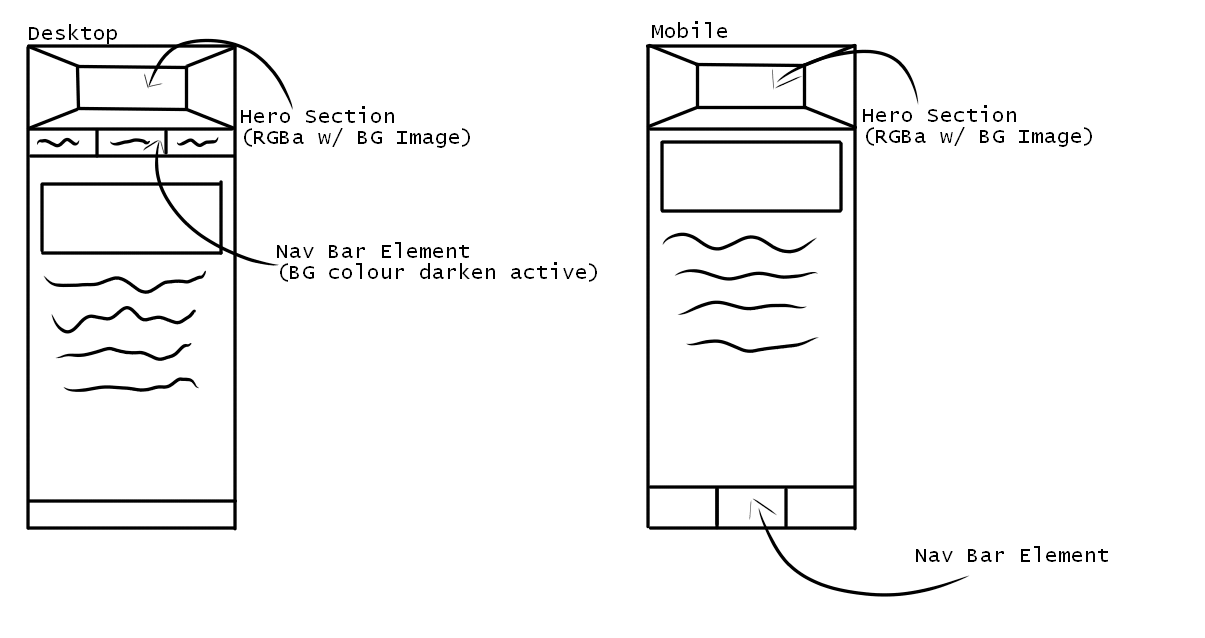 Desktop
Hero Section
(RGBa w/ BG Image)
Nav Bar Element
(BG colour darken active)
Mobile
Hero Section
(RGBa w/ BG Image)
Nav Bar Element